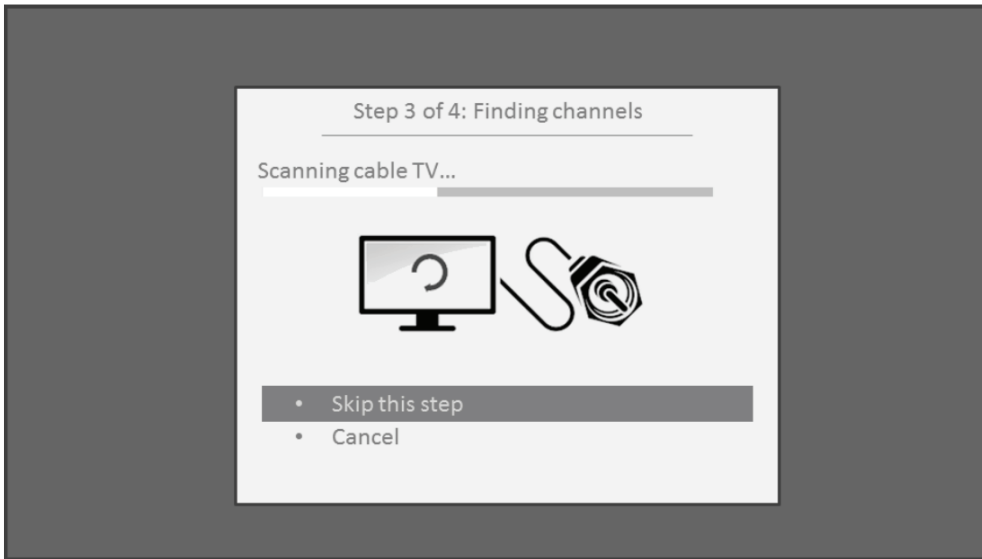 Step 3 of 4: Finding channels
Scanning cable TV...
• Skip this step
• Cancel